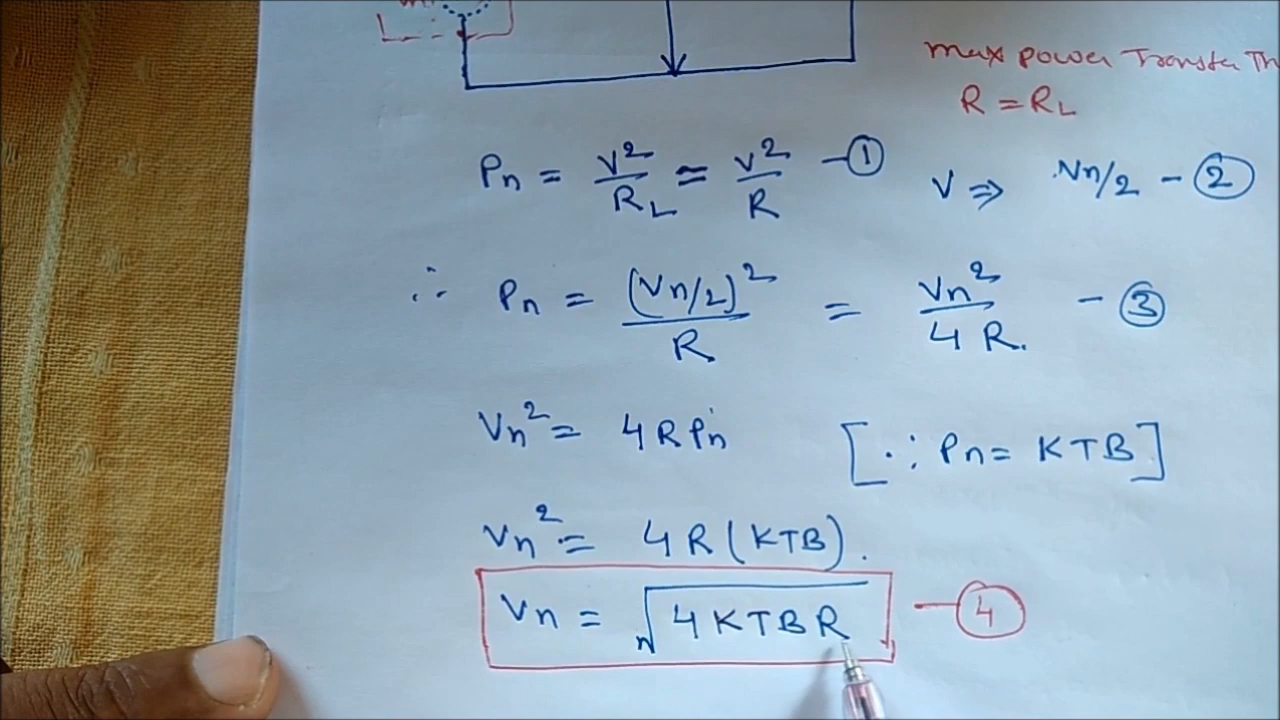 max power Transfer Th
R = RL
Pn = V²/RL = V²/R - ①
V ⇒ Vn/2 - ②
∴ Pn = (Vn/2)²/R = Vn²/4R. - ③
Vn² = 4RPn [∵ Pn = KTB]
Vn² = 4R(KTB).
Vn = √4KTBR - ④